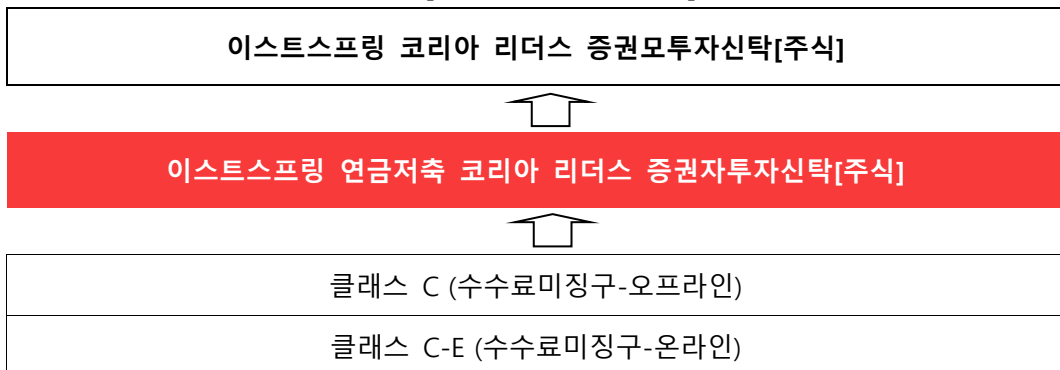 이스트스프링 코리아 리더스 증권모투자신탁[주식]
이스트스프링 연금저축 코리아 리더스 증권자투자신탁[주식]
클래스 C (수수료미징구-오프라인)
클래스 C-E (수수료미징구-온라인)